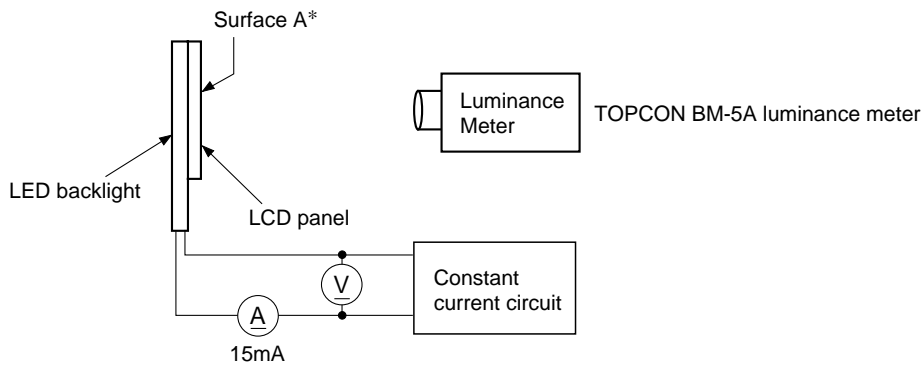 Surface A*
Luminance
Meter
TOPCON BM-5A luminance meter
LED backlight
LCD panel
V
Constant
current circuit
A
15mA